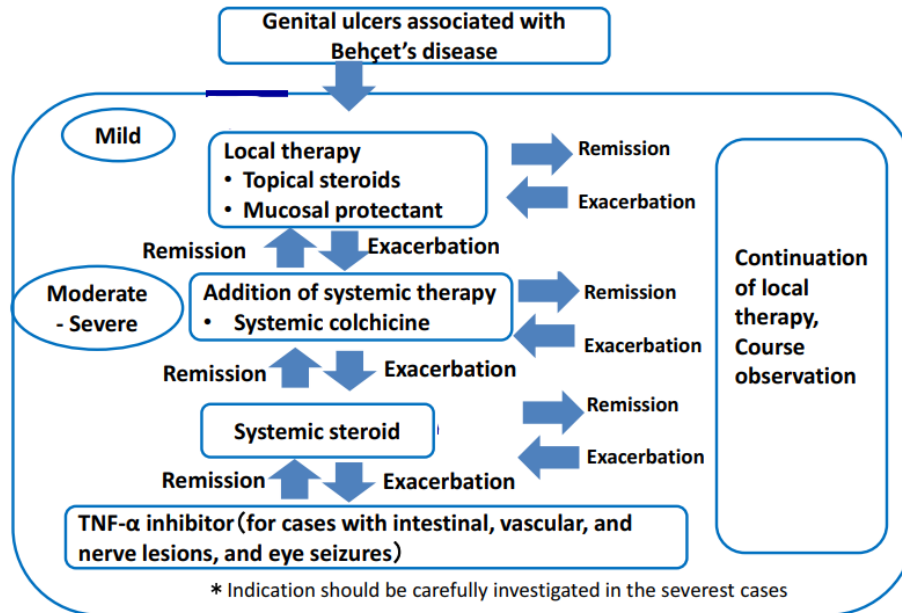 Genital ulcers associated with
Behçet's disease
Mild
Local therapy
• Topical steroids
• Mucosal protectant
Remission
Exacerbation
Remission
Exacerbation
Moderate
- Severe
Addition of systemic therapy
• Systemic colchicine
Remission
Exacerbation
Remission
Exacerbation
Systemic steroid
Remission
Exacerbation
Remission
Exacerbation
TNF-α inhibitor（for cases with intestinal, vascular, and
nerve lesions, and eye seizures）
Continuation
of local
therapy,
Course
observation
* Indication should be carefully investigated in the severest cases